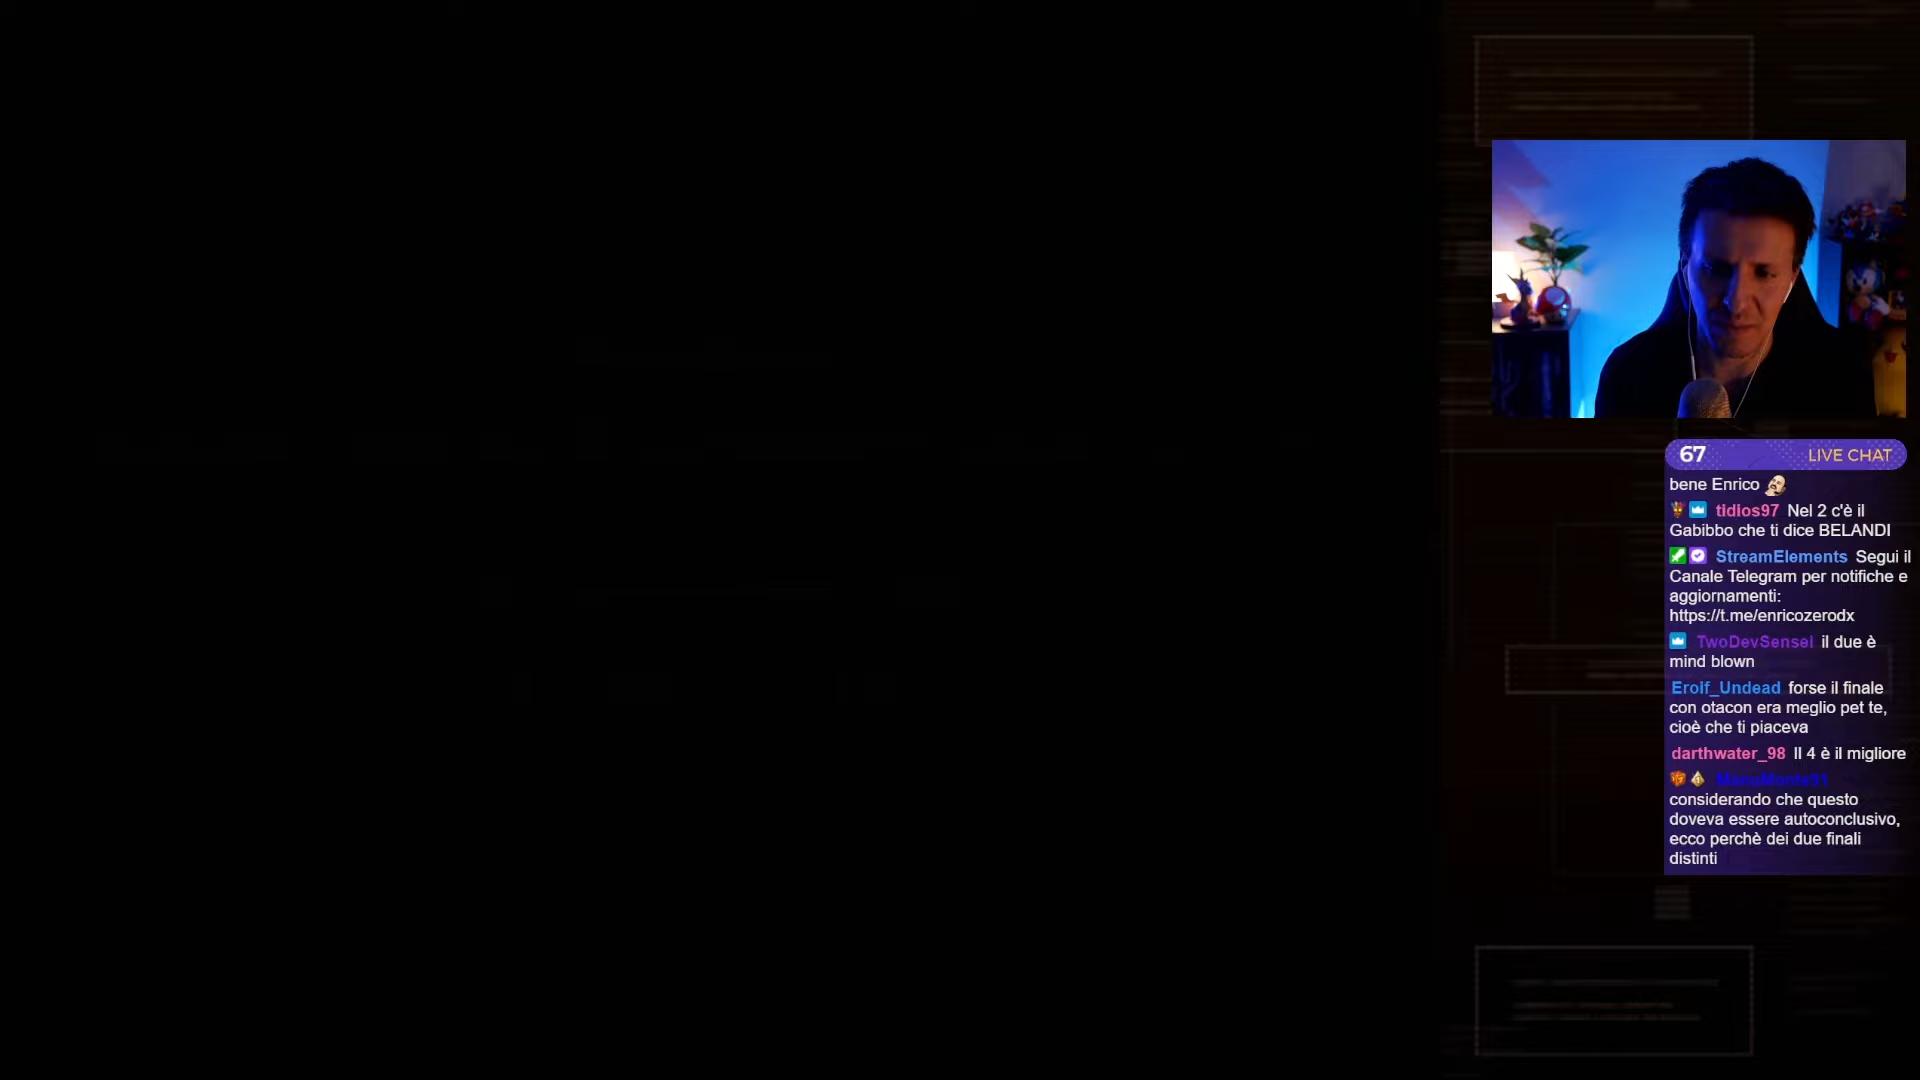 67 LIVE CHAT
bene Enrico
tidios97 Nel 2 c'è il
Gabibbo che ti dice BELANDI
StreamElements Segui il
Canale Telegram per notifiche e
aggiornamenti:
https://t.me/enricozerodx
TwoDevSensei il due è
mind blown
Erolf_Undead forse il finale
con otacon era meglio pet te,
cioè che ti piaceva
darthwater_98 Il 4 è il migliore
ManuMonte91
considerando che questo
doveva essere autoconclusivo,
ecco perchè dei due finali
distinti